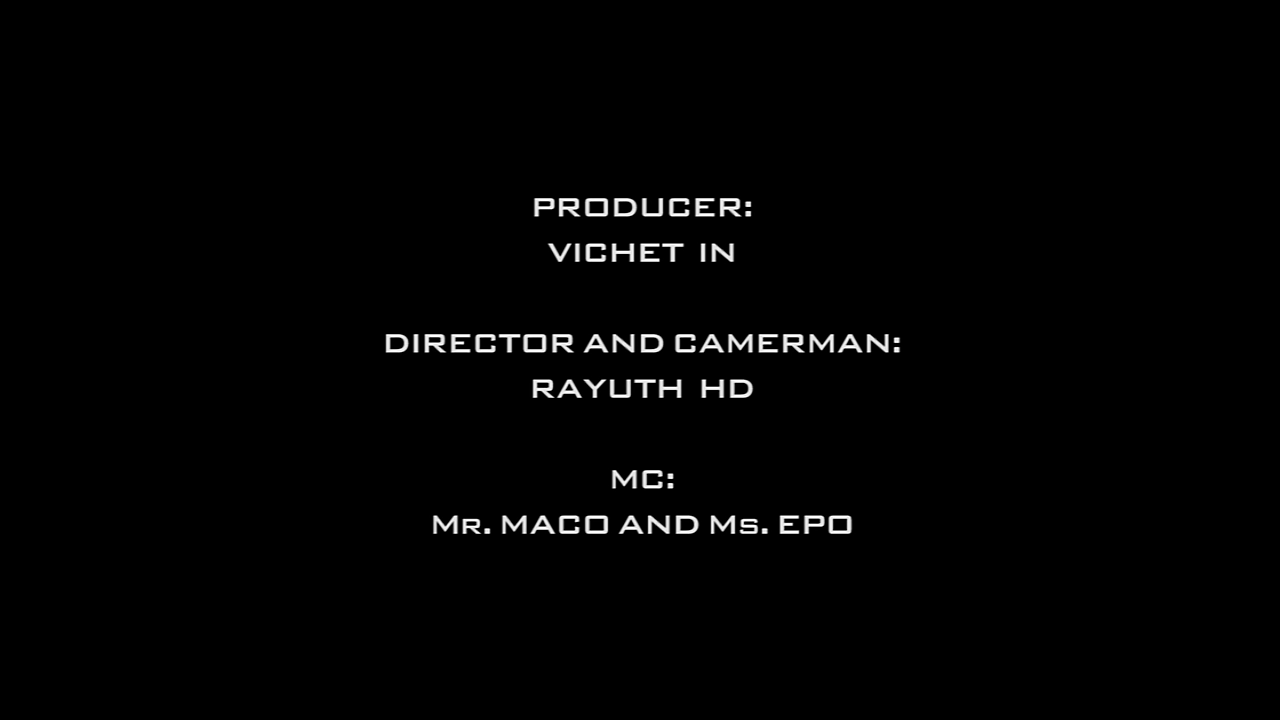 PRODUCER:
VICHET IN
DIRECTOR AND CAMERMAN:
RAYUTH HD
MC:
Mr. MACO AND Ms. EPO